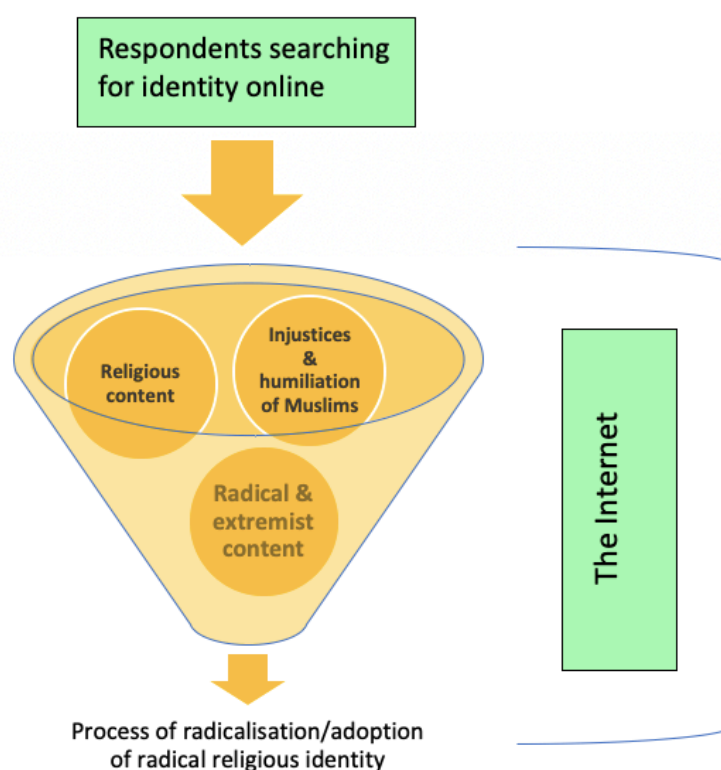 Respondents searching
for identity online
Religious
content
Injustices
&
humiliation
of Muslims
Radical &
extremist
content
The Internet
Process of radicalisation/adoption
of radical religious identity